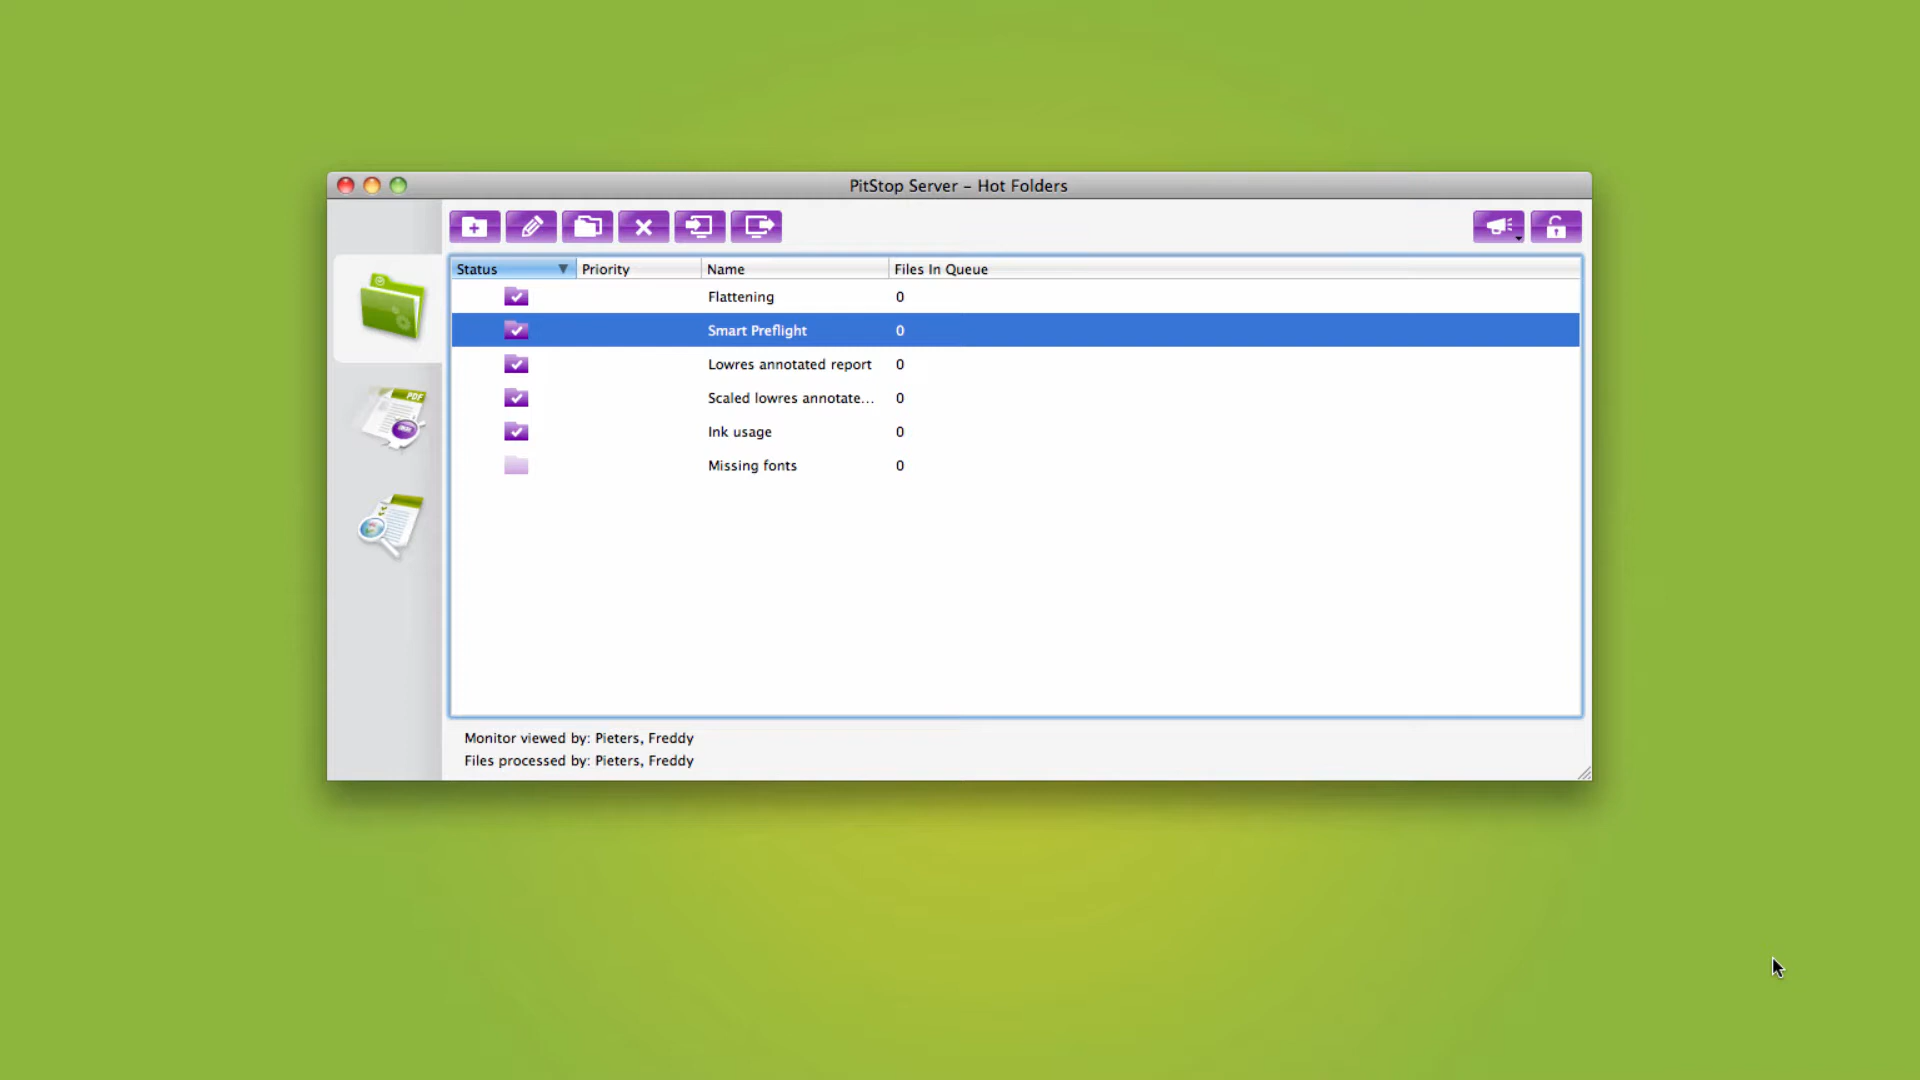 PitStop Server – Hot Folders
Status Priority Name Files In Queue
Flattening 0
Smart Preflight 0
Lowres annotated report 0
Scaled lowres annotate... 0
Ink usage 0
Missing fonts 0
PDF
Monitor viewed by: Pieters, Freddy
Files processed by: Pieters, Freddy